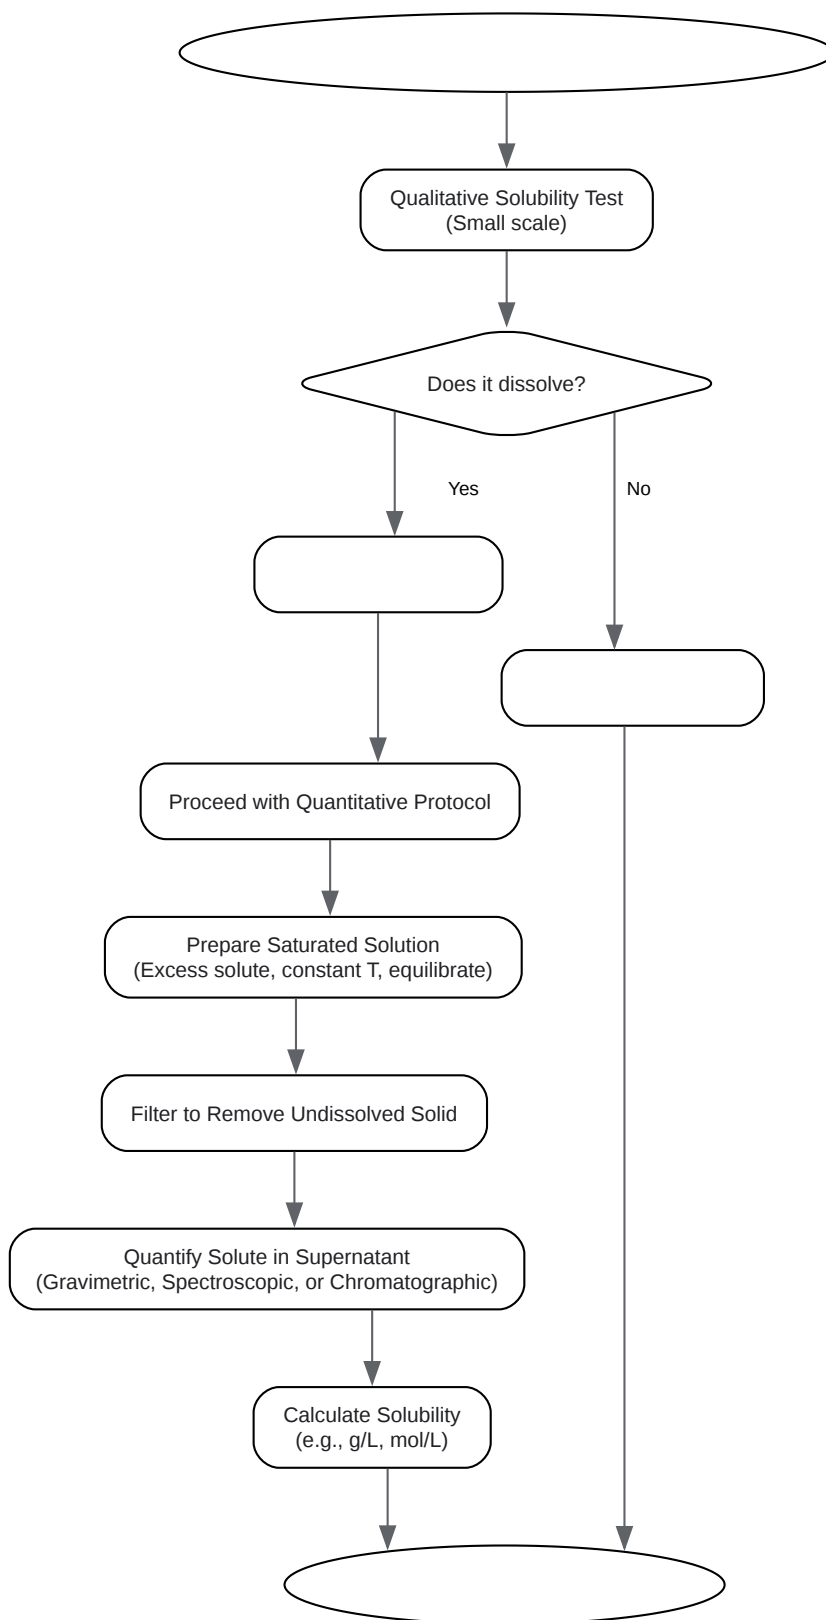 Qualitative Solubility Test
(Small scale)
Does it dissolve?
Yes
No
Proceed with Quantitative Protocol
Prepare Saturated Solution
(Excess solute, constant T, equilibrate)
Filter to Remove Undissolved Solid
Quantify Solute in Supernatant
(Gravimetric, Spectroscopic, or Chromatographic)
Calculate Solubility
(e.g., g/L, mol/L)